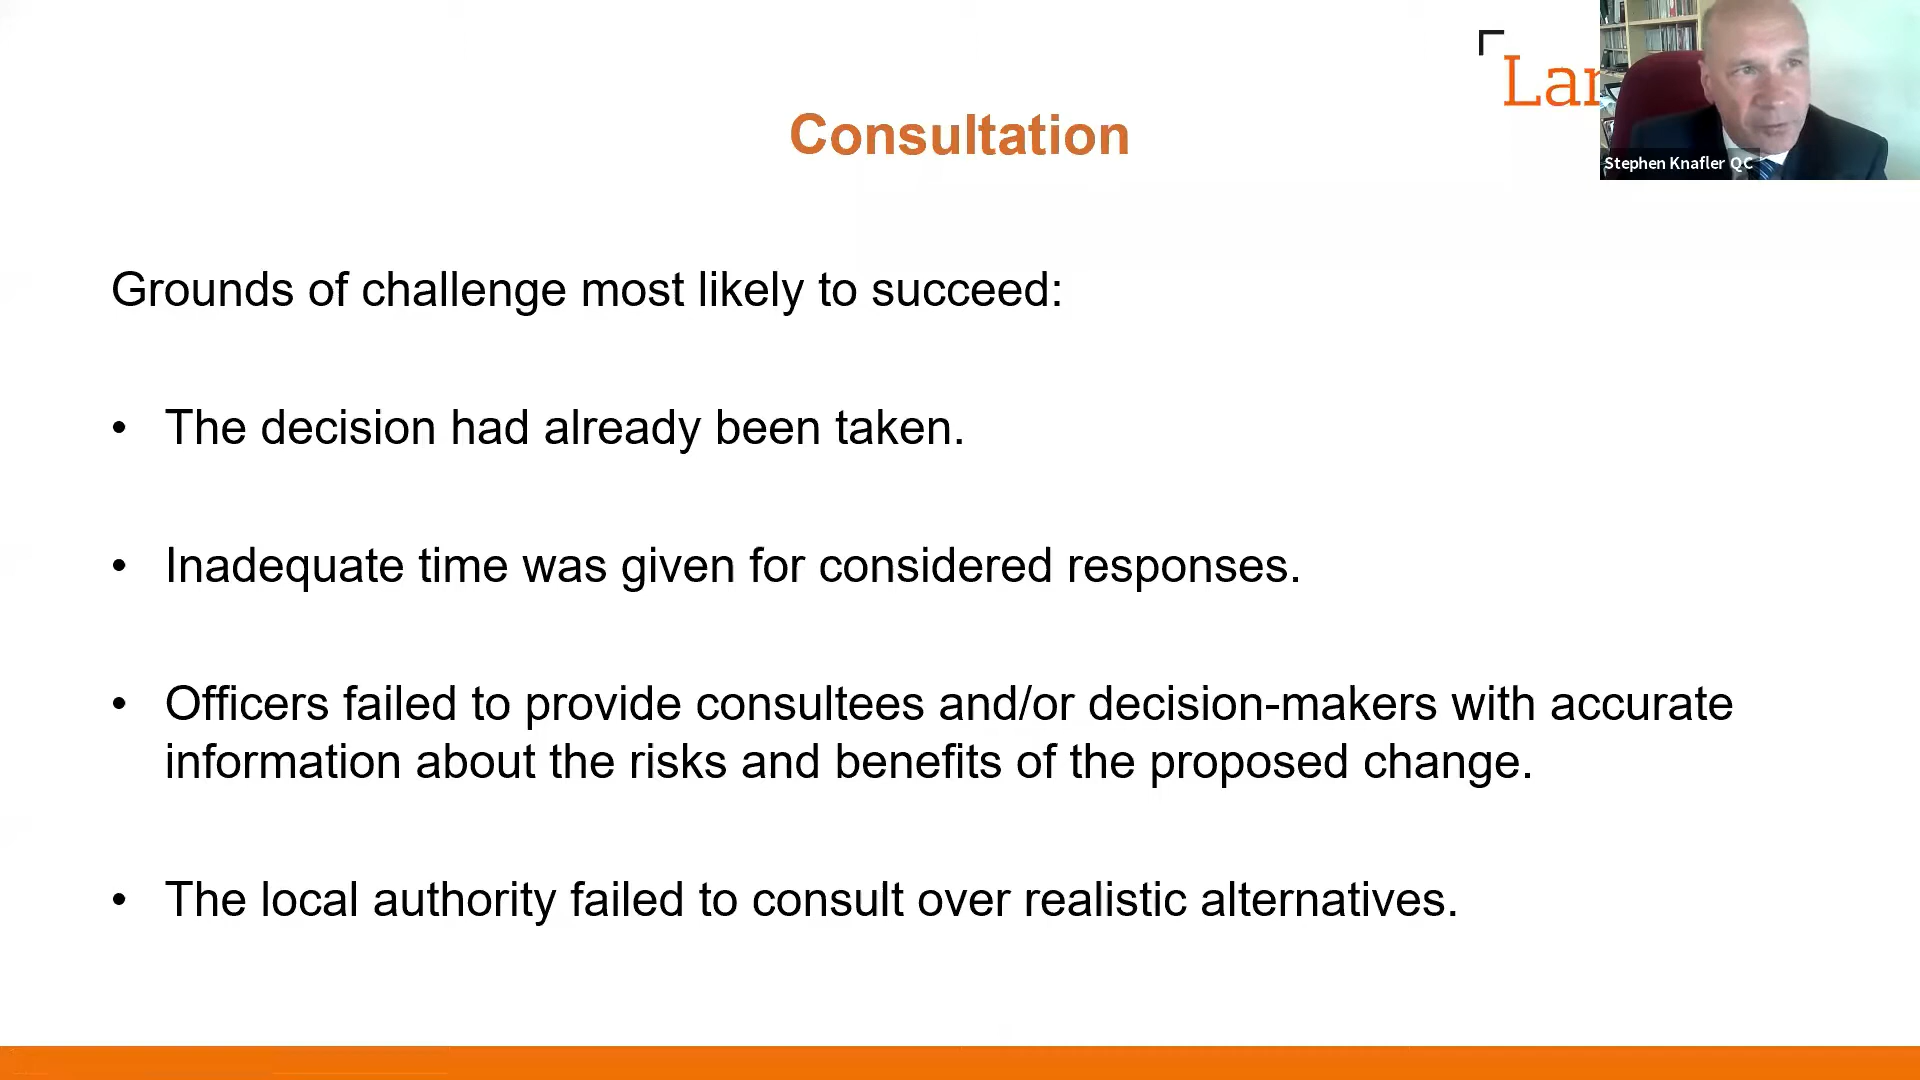 Lan
Consultation
Stephen Knafler QC
Grounds of challenge most likely to succeed:
• The decision had already been taken.
• Inadequate time was given for considered responses.
• Officers failed to provide consultees and/or decision-makers with accurate
information about the risks and benefits of the proposed change.
• The local authority failed to consult over realistic alternatives.